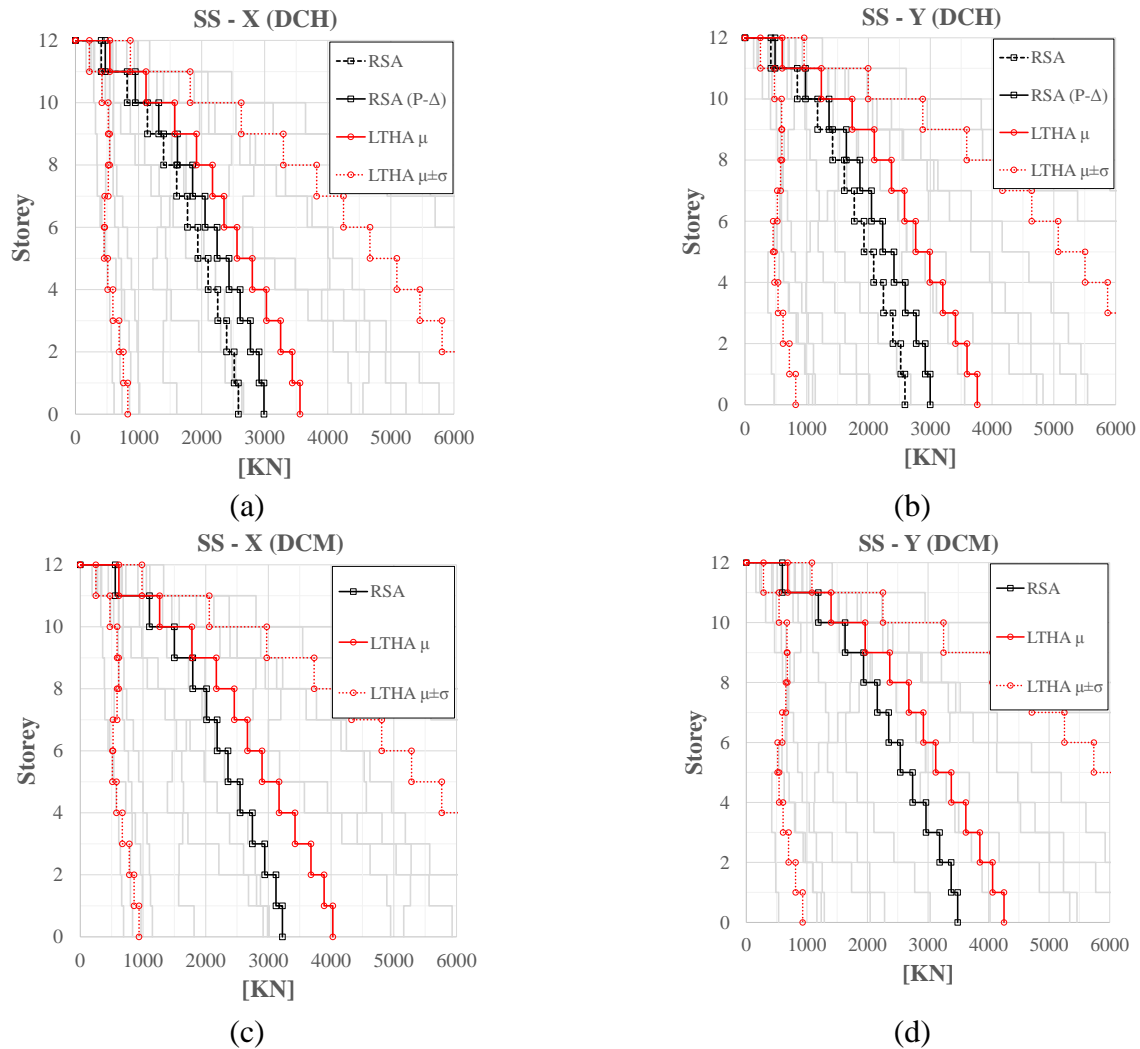 SS - X (DCH)
12
10
8
6
4
2
0
Storey
RSA
RSA (P-Δ)
LTHA μ
LTHA μ±σ
0 1000 2000 3000 4000 5000 6000
[KN]
(a)
SS - Y (DCH)
12
10
8
6
4
2
0
Storey
RSA
RSA (P-Δ)
LTHA μ
LTHA μ±σ
0 1000 2000 3000 4000 5000 6000
[KN]
(b)
SS - X (DCM)
12
10
8
6
4
2
0
Storey
RSA
LTHA μ
LTHA μ±σ
0 1000 2000 3000 4000 5000 6000
[KN]
(c)
SS - Y (DCM)
12
10
8
6
4
2
0
Storey
RSA
LTHA μ
LTHA μ±σ
0 1000 2000 3000 4000 5000 6000
[KN]
(d)